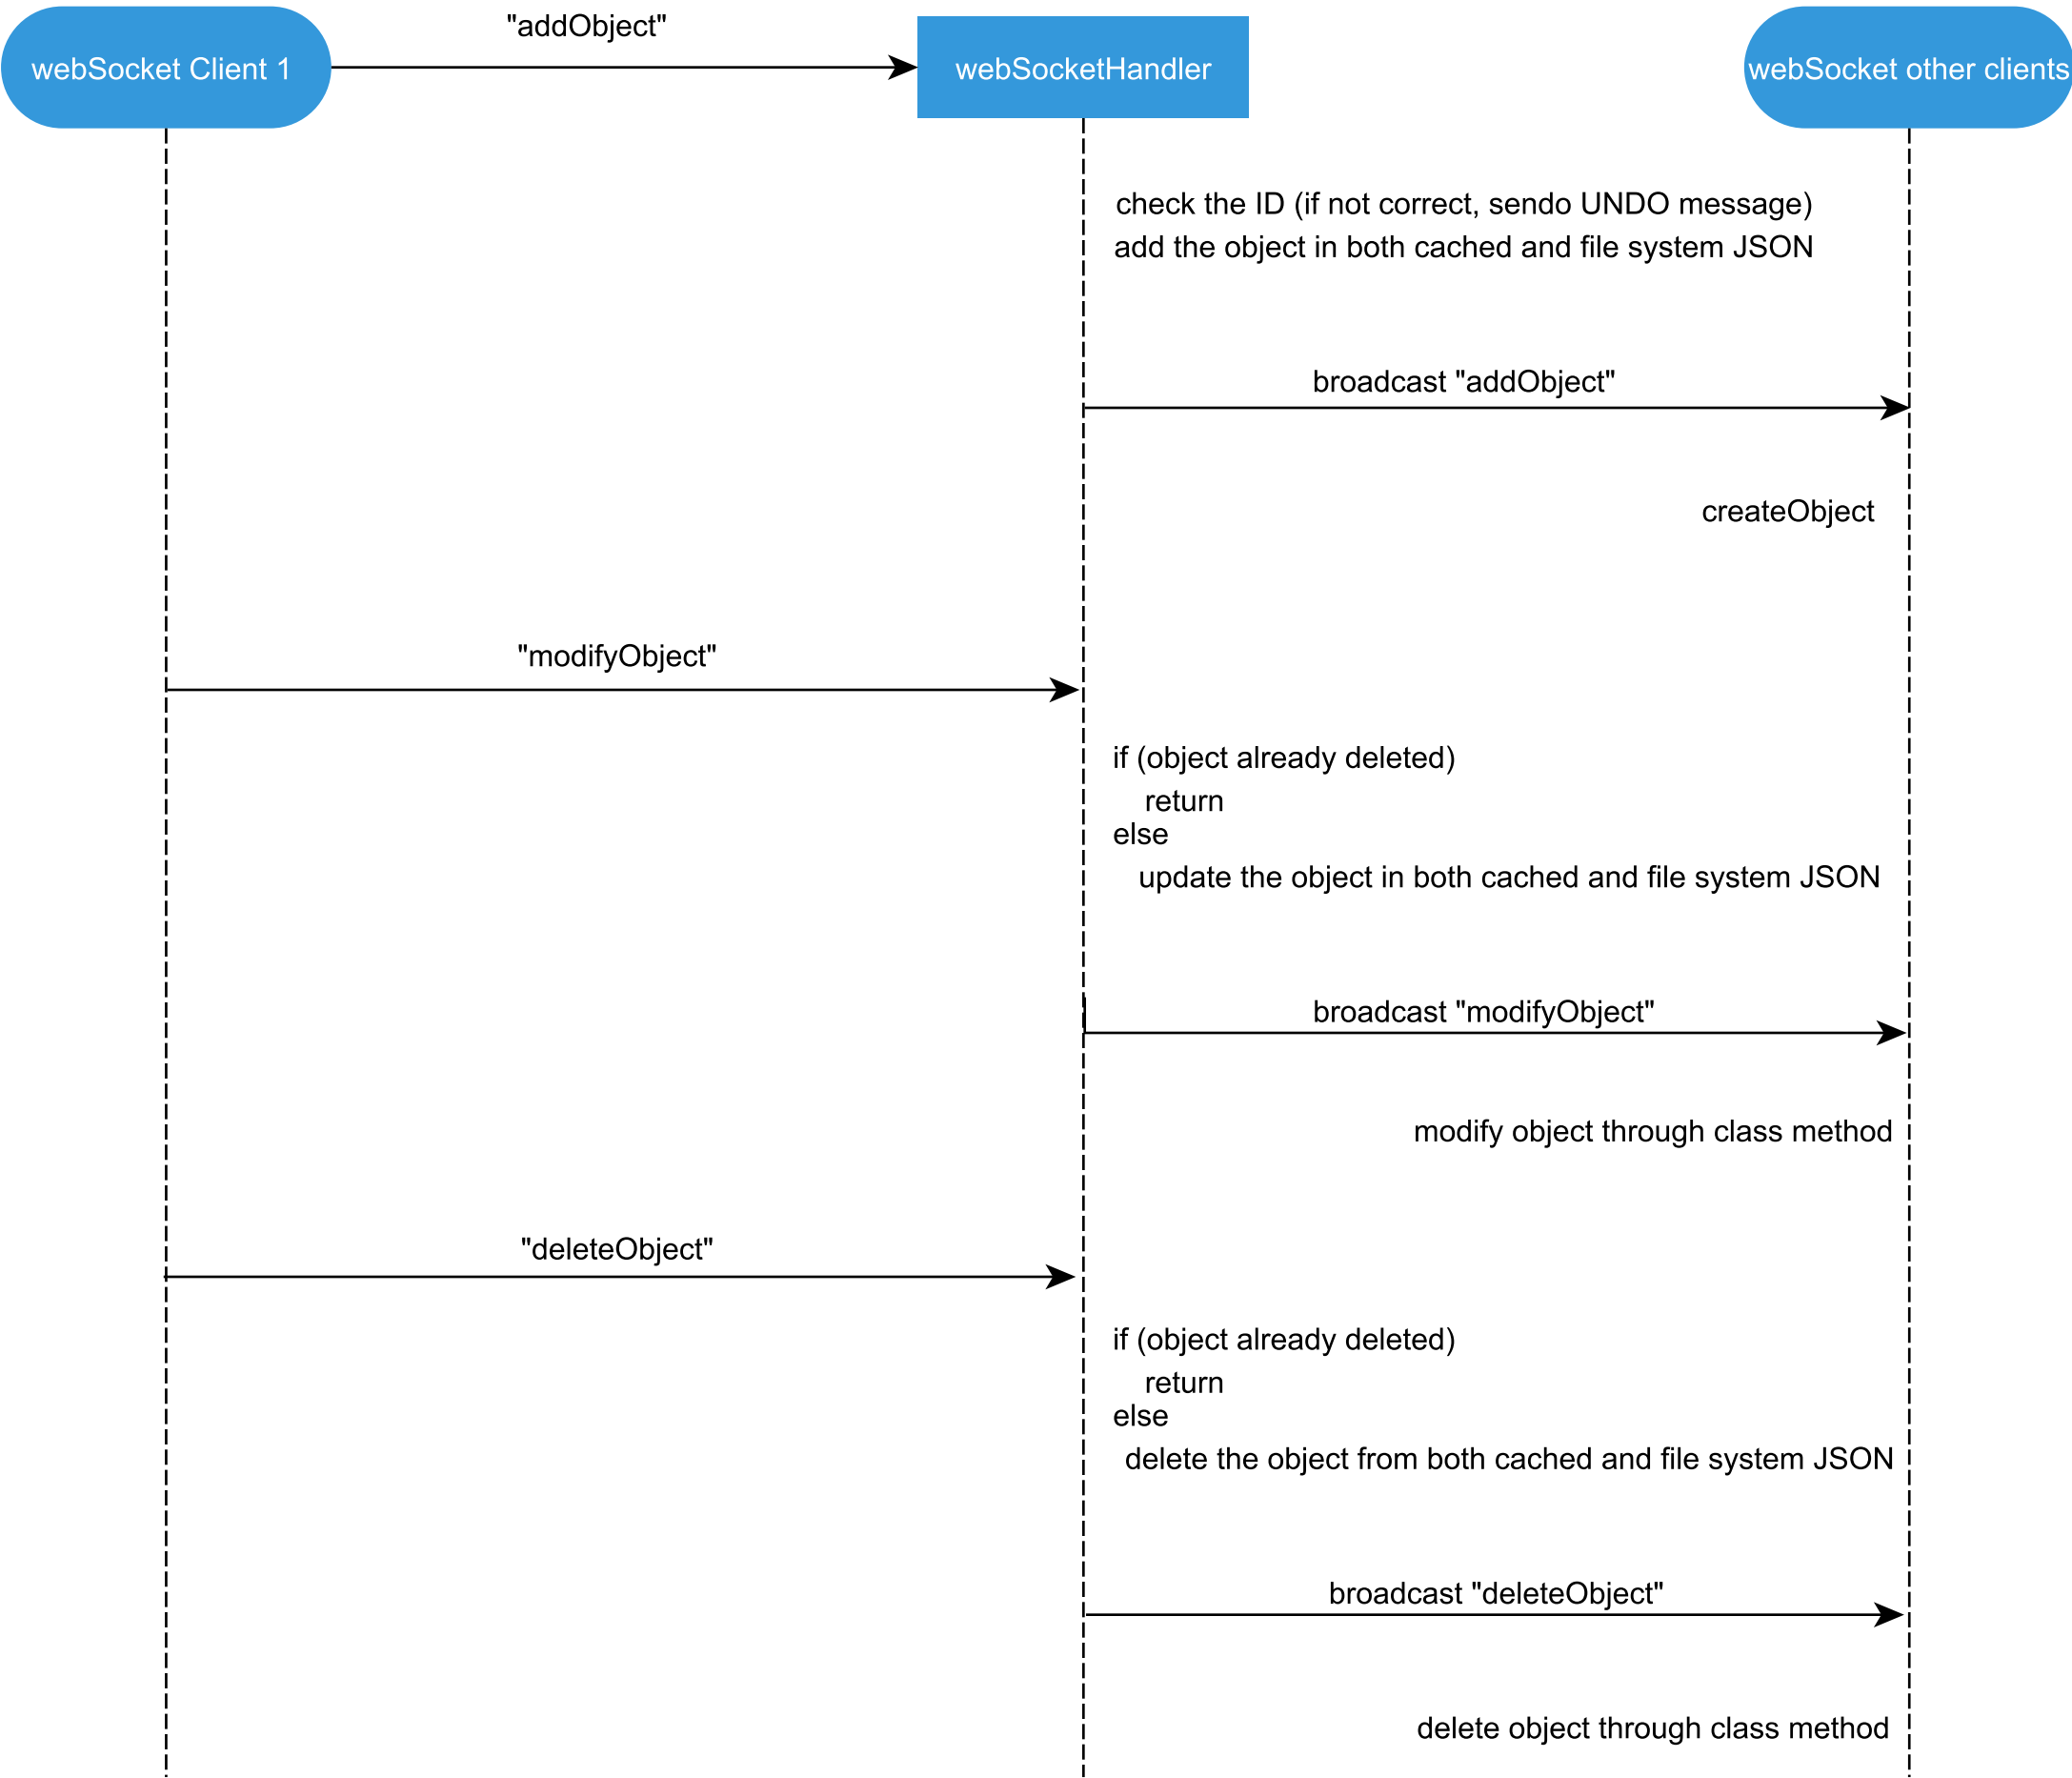 "addObject"
webSocket Client 1
webSocketHandler
webSocket other clients
check the ID (if not correct, sendo UNDO message)
add the object in both cached and file system JSON
broadcast "addObject"
createObject
"modifyObject"
if (object already deleted)
return
else
update the object in both cached and file system JSON
broadcast "modifyObject"
modify object through class method
"deleteObject"
if (object already deleted)
return
else
delete the object from both cached and file system JSON
broadcast "deleteObject"
delete object through class method